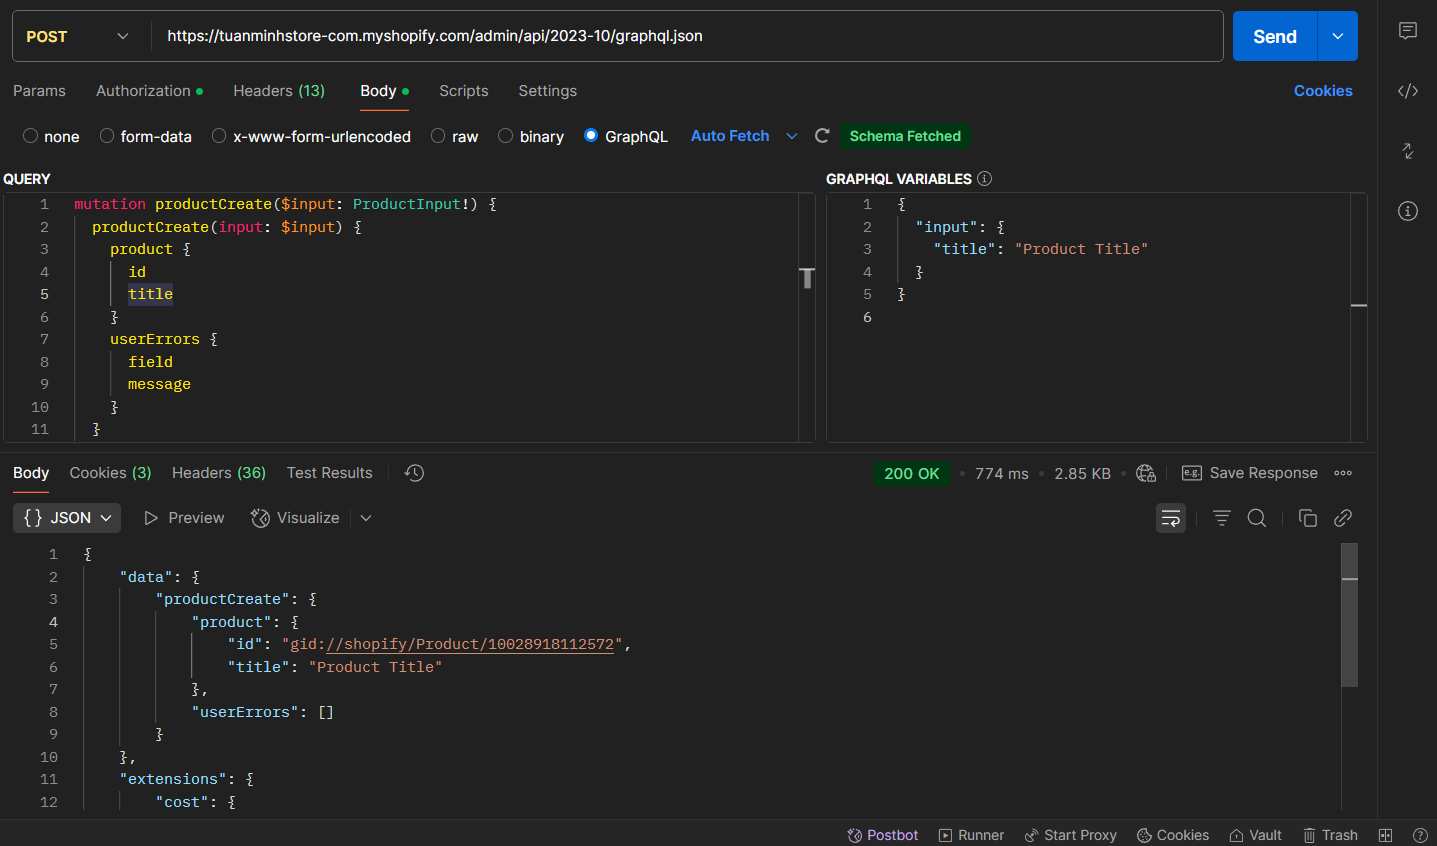 POST https://tuanminhstore-com.myshopify.com/admin/api/2023-10/graphql.json Send
Params Authorization Headers (13) Body Scripts Settings Cookies
none form-data x-www-form-urlencoded raw binary GraphQL Auto Fetch Schema Fetched
QUERY
1 mutation productCreate($input: ProductInput!) {
2 productCreate(input: $input) {
3 product {
4 id
5 title
6 }
7 userErrors {
8 field
9 message
10 }
11 }
GRAPHQL VARIABLES
1 {
2 "input": {
3 "title": "Product Title"
4 }
5 }
6
Body Cookies (3) Headers (36) Test Results 200 OK 774 ms 2.85 KB e.g. Save Response
{} JSON Preview Visualize
1 {
2 "data": {
3 "productCreate": {
4 "product": {
5 "id": "gid://shopify/Product/10028918112572",
6 "title": "Product Title"
7 },
8 "userErrors": []
9 }
10 },
11 "extensions": {
12 "cost": {
Postbot Runner Start Proxy Cookies Vault Trash